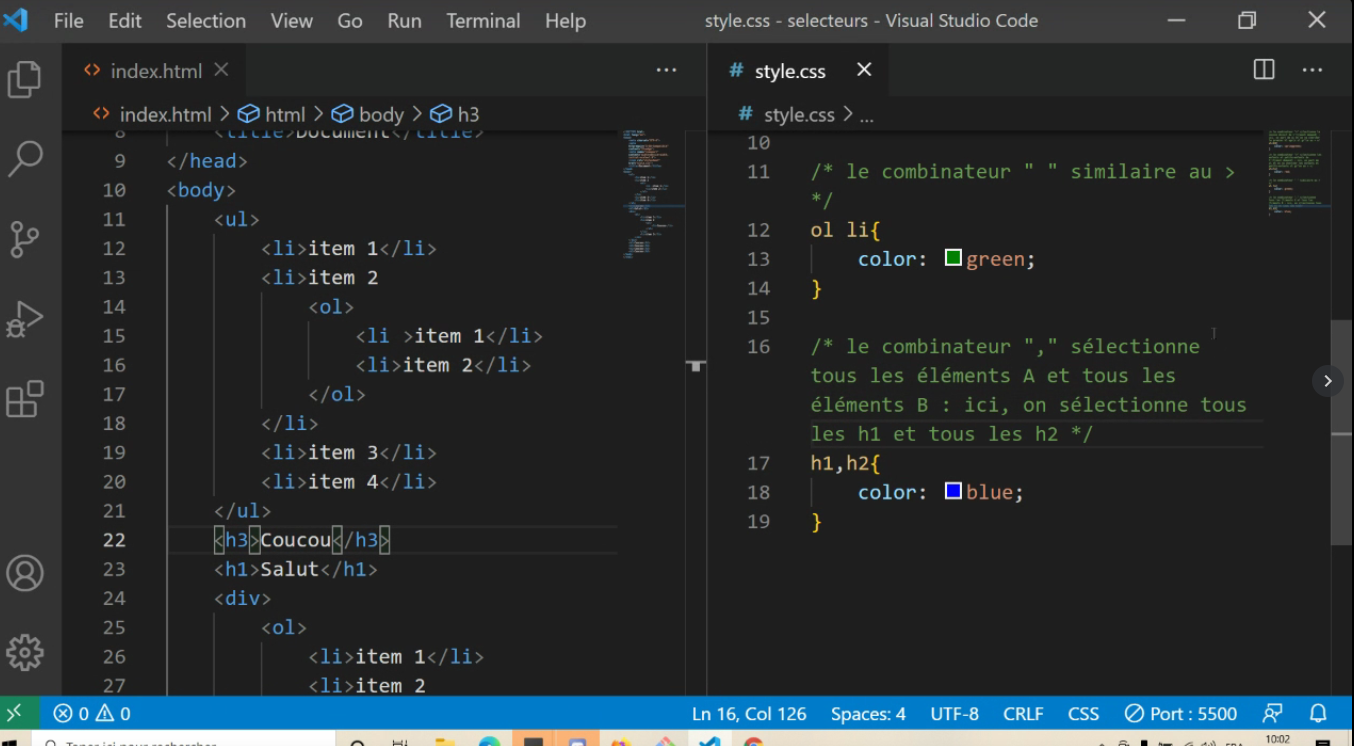 File Edit Selection View Go Run Terminal Help style.css - selecteurs - Visual Studio Code
index.html
index.html > html > body > h3
8 <title>Document</title>
9 </head>
10 <body>
11 <ul>
12 <li>item 1</li>
13 <li>item 2
14 <ol>
15 <li >item 1</li>
16 <li>item 2</li>
17 </ol>
18 </li>
19 <li>item 3</li>
20 <li>item 4</li>
21 </ul>
22 <h3>Coucou</h3>
23 <h1>Salut</h1>
24 <div>
25 <ol>
26 <li>item 1</li>
27 <li>item 2
# style.css
# style.css > ...
10
11 /* le combinateur " " similaire au >
*/
12 ol li{
13 color: green;
14 }
15
16 /* le combinateur "," sélectionne
tous les éléments A et tous les
éléments B : ici, on sélectionne tous
les h1 et tous les h2 */
17 h1,h2{
18 color: blue;
19 }
0 0 Ln 16, Col 126 Spaces: 4 UTF-8 CRLF CSS Port : 5500
Taper ici pour rechercher
10:02